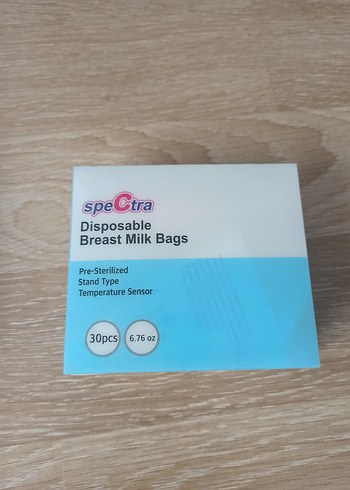 speCtra
Disposable
Breast Milk Bags
Pre-Sterilized
Stand Type
Temperature Sensor
30pcs 6.76 oz